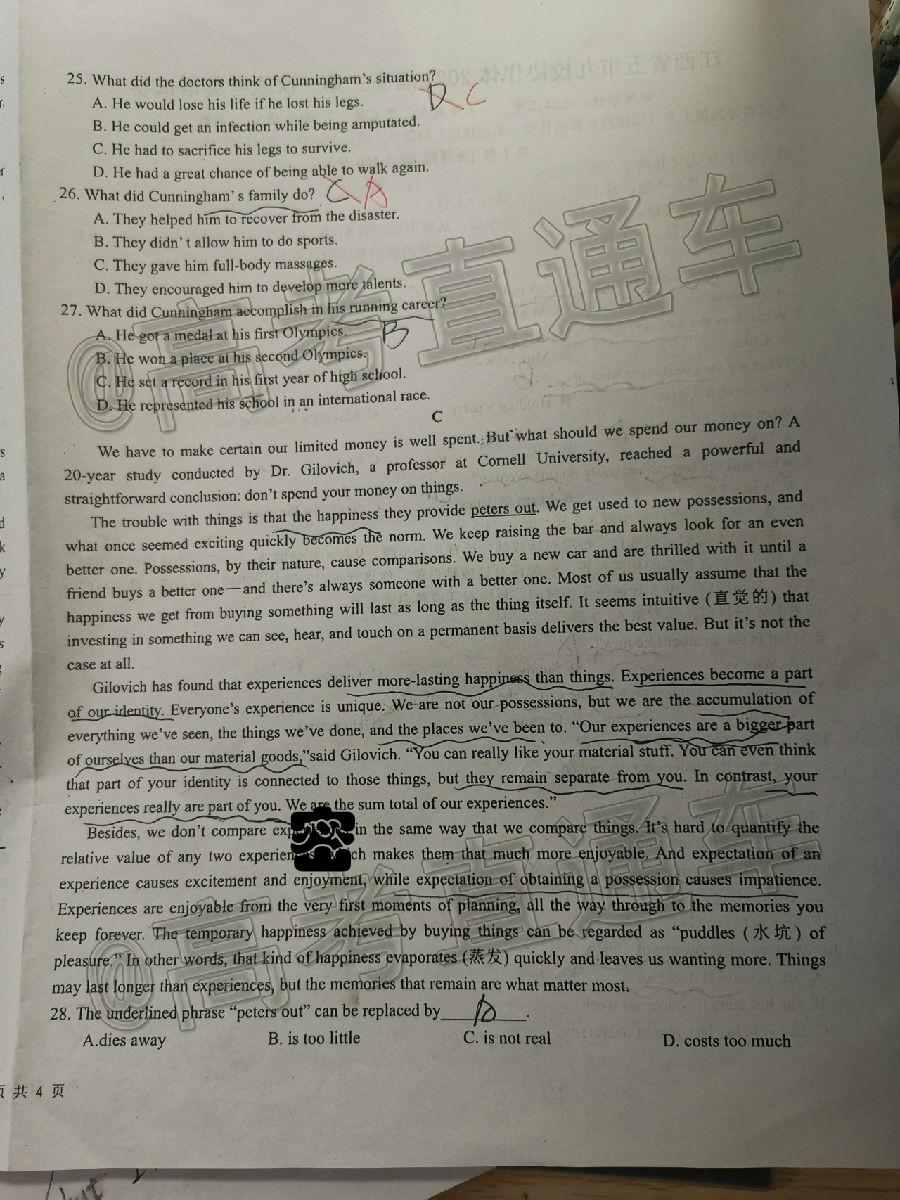 25. What did the doctors think of Cunningham's situation?
D C
A. He would lose his life if he lost his legs.
B. He could get an infection while being amputated.
C. He had to sacrifice his legs to survive.
D. He had a great chance of being able to walk again.
26. What did Cunningham's family do? C A
A. They helped him to recover from the disaster.
B. They didn't allow him to do sports.
C. They gave him full-body massages.
D. They encouraged him to develop more talents.
27. What did Cunningham accomplish in his running career?
A. He got a medal at his first Olympics. B
B. He won a place at his second Olympics.
C. He set a record in his first year of high school.
D. He represented his school in an international race.
C
We have to make certain our limited money is well spent. But what should we spend our money on? A
20-year study conducted by Dr. Gilovich, a professor at Cornell University, reached a powerful and
straightforward conclusion: don't spend your money on things.
The trouble with things is that the happiness they provide peters out. We get used to new possessions, and
what once seemed exciting quickly becomes the norm. We keep raising the bar and always look for an even
better one. Possessions, by their nature, cause comparisons. We buy a new car and are thrilled with it until a
friend buys a better one—and there's always someone with a better one. Most of us usually assume that the
happiness we get from buying something will last as long as the thing itself. It seems intuitive (直觉的) that
investing in something we can see, hear, and touch on a permanent basis delivers the best value. But it's not the
case at all.
Gilovich has found that experiences deliver more-lasting happiness than things. Experiences become a part
of our identity. Everyone's experience is unique. We are not our possessions, but we are the accumulation of
everything we've seen, the things we've done, and the places we've been to. "Our experiences are a bigger part
of ourselves than our material goods,"said Gilovich. "You can really like your material stuff. You can even think
that part of your identity is connected to those things, but they remain separate from you. In contrast, your
experiences really are part of you. We are the sum total of our experiences."
Besides, we don't compare in the same way that we compare things. It's hard to quantify the
relative value of any two makes them that much more enjoyable. And expectation of an
experience causes excitement and enjoyment, while expectation of obtaining a possession causes impatience.
Experiences are enjoyable from the very first moments of planning, all the way through to the memories you
keep forever. The temporary happiness achieved by buying things can be regarded as "puddles (水坑) of
pleasure." In other words, that kind of happiness evaporates (蒸发) quickly and leaves us wanting more. Things
may last longer than experiences, but the memories that remain are what matter most.
28. The underlined phrase "peters out" can be replaced by ______.
A.dies away B. is too little C. is not real D. costs too much
页 共 4 页
@高考直通车
@高考直通车